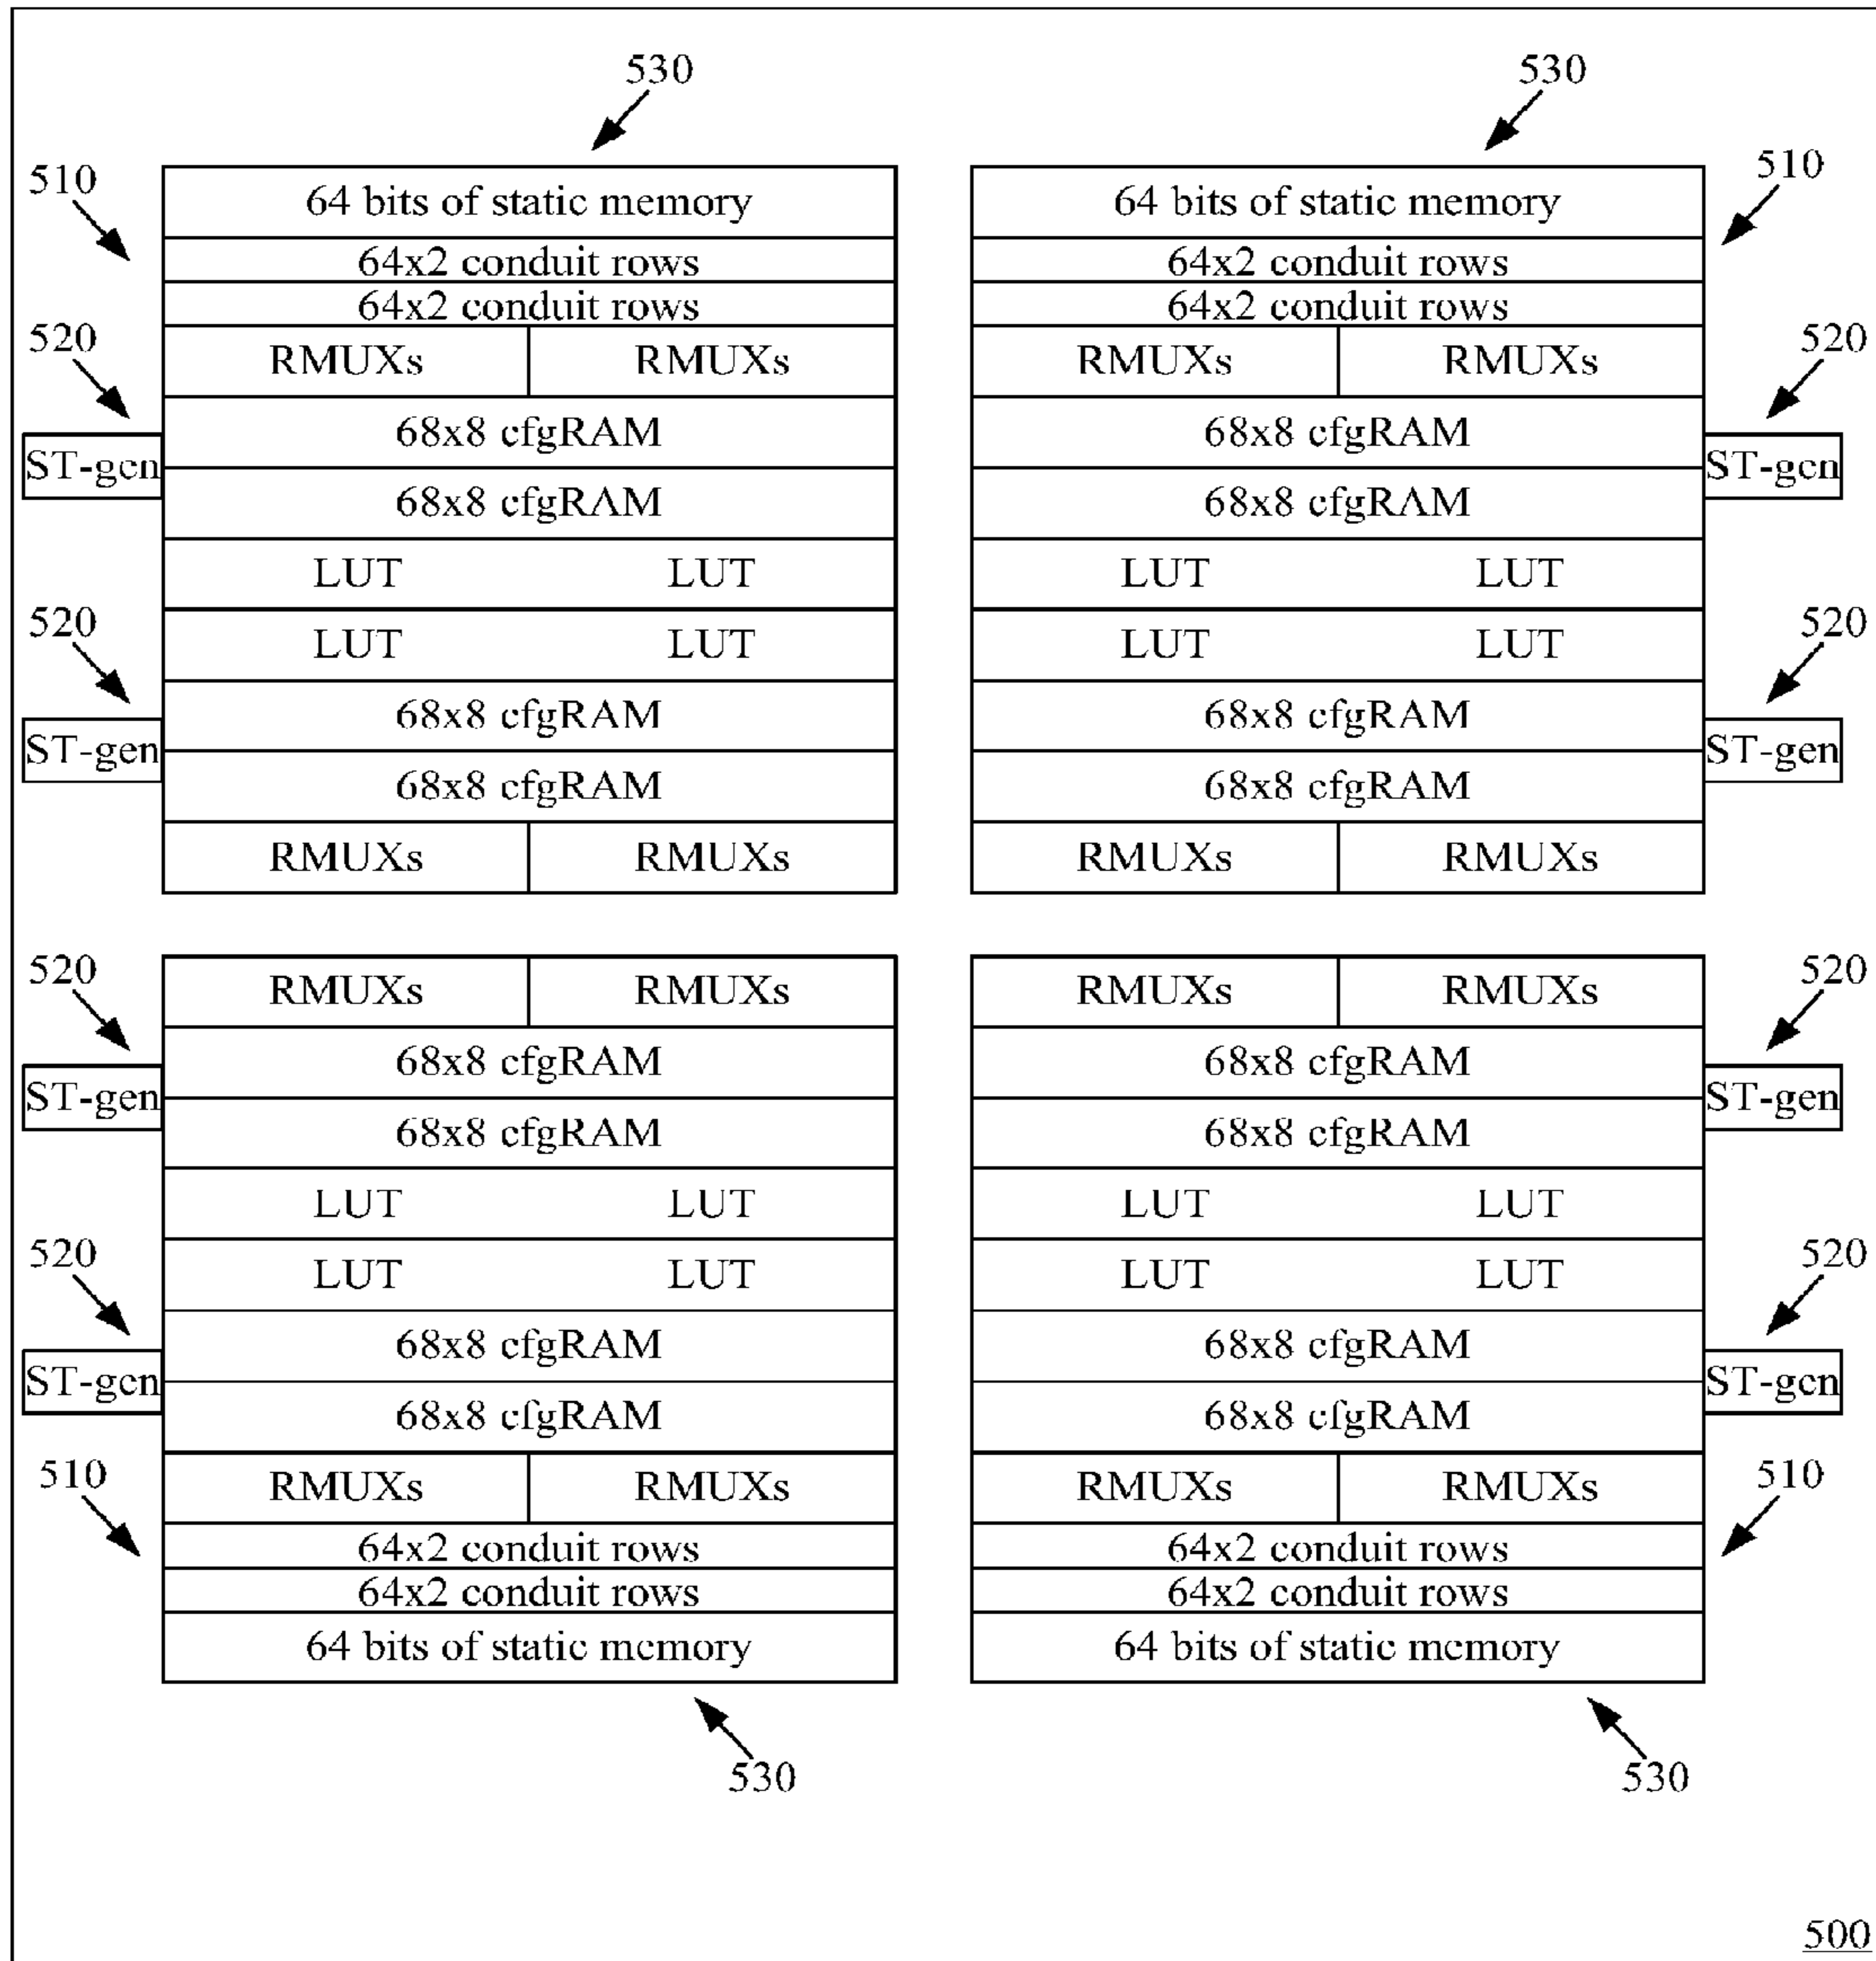 530 530
510 510
64 bits of static memory 64 bits of static memory
64x2 conduit rows 64x2 conduit rows
64x2 conduit rows 64x2 conduit rows
520 520
RMUXs RMUXs RMUXs RMUXs
68x8 cfgRAM 68x8 cfgRAM
ST-gen ST-gen
68x8 cfgRAM 68x8 cfgRAM
LUT LUT LUT LUT
520 520
LUT LUT LUT LUT
68x8 cfgRAM 68x8 cfgRAM
ST-gen ST-gen
68x8 cfgRAM 68x8 cfgRAM
RMUXs RMUXs RMUXs RMUXs
520 520
RMUXs RMUXs RMUXs RMUXs
68x8 cfgRAM 68x8 cfgRAM
ST-gen ST-gen
68x8 cfgRAM 68x8 cfgRAM
LUT LUT LUT LUT
520 520
LUT LUT LUT LUT
68x8 cfgRAM 68x8 cfgRAM
ST-gen ST-gen
68x8 cfgRAM 68x8 cfgRAM
510 510
RMUXs RMUXs RMUXs RMUXs
64x2 conduit rows 64x2 conduit rows
64x2 conduit rows 64x2 conduit rows
64 bits of static memory 64 bits of static memory
530 530
500